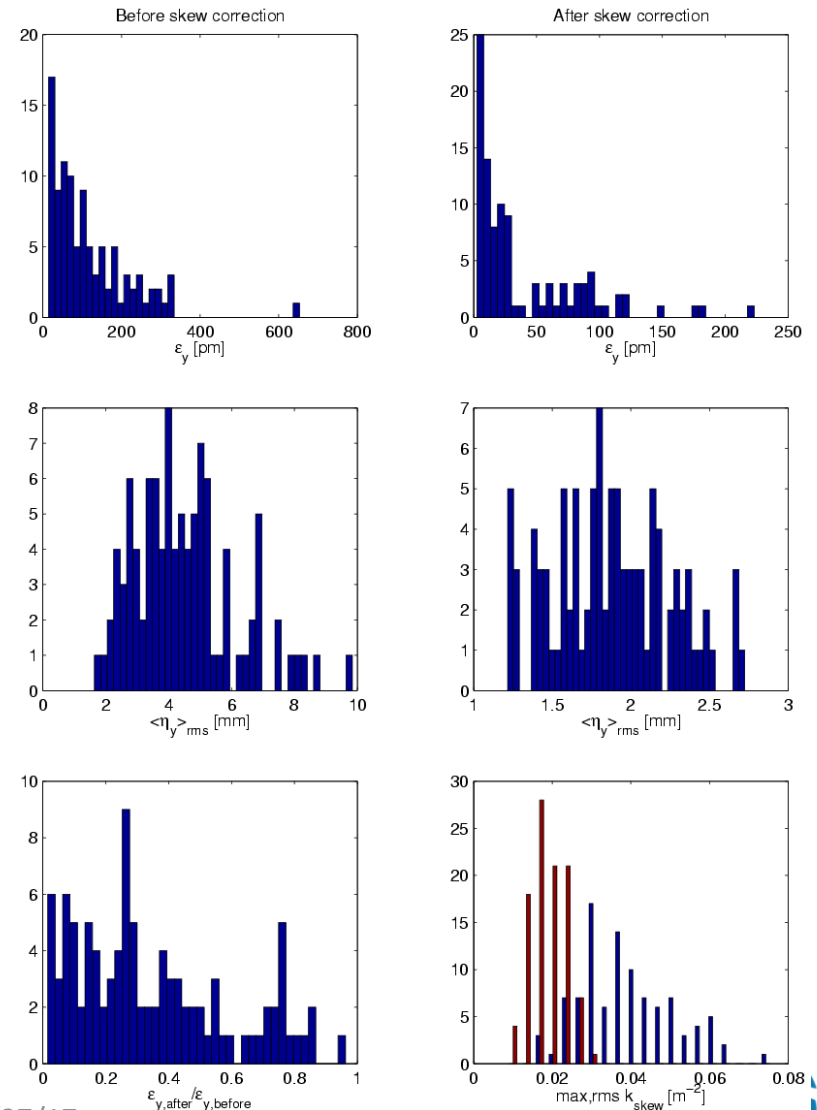 Before skew correction
After skew correction
20
15
10
5
0
0 200 400 600 800
ε_y [pm]
25
20
15
10
5
0
0 50 100 150 200 250
ε_y [pm]
8
7
6
5
4
3
2
1
0
0 2 4 6 8 10
<η_y>_rms [mm]
7
6
5
4
3
2
1
0
1 1.5 2 2.5 3
<η_y>_rms [mm]
10
8
6
4
2
0
0 0.2 0.4 0.6 0.8 1
ε_y,after/ε_y,before
30
25
20
15
10
5
0
0 0.02 0.04 0.06 0.08
max,rms k_skew [m⁻²]